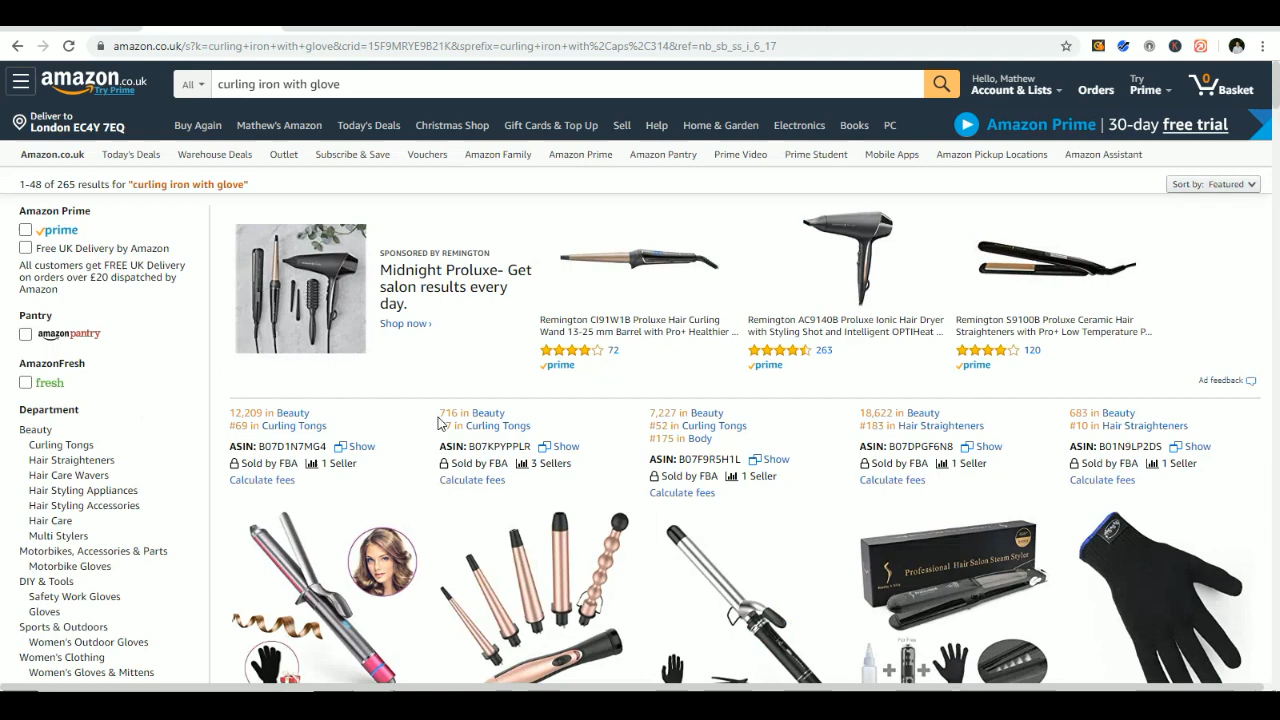 amazon.co.uk/s?k=curling+iron+with+glove&crid=15F9MRYE9B21K&sprefix=curling+iron+with%2Caps%2C314&ref=nb_sb_ss_i_6_17
amazon.co.uk
Try Prime
All
curling iron with glove
Hello, Mathew
Account & Lists
Orders
Try
Prime
0
Basket
Deliver to
London EC4Y 7EQ
Buy Again
Mathew's Amazon
Today's Deals
Christmas Shop
Gift Cards & Top Up
Sell
Help
Home & Garden
Electronics
Books
PC
Amazon Prime | 30-day free trial
Amazon.co.uk
Today's Deals
Warehouse Deals
Outlet
Subscribe & Save
Vouchers
Amazon Family
Amazon Prime
Amazon Pantry
Prime Video
Prime Student
Mobile Apps
Amazon Pickup Locations
Amazon Assistant
1-48 of 265 results for "curling iron with glove"
Sort by: Featured
Amazon Prime
prime
Free UK Delivery by Amazon
All customers get FREE UK Delivery
on orders over £20 dispatched by
Amazon
Pantry
amazonpantry
AmazonFresh
fresh
Department
Beauty
Curling Tongs
Hair Straighteners
Hair Care Wavers
Hair Styling Appliances
Hair Styling Accessories
Hair Care
Multi Stylers
Motorbikes, Accessories & Parts
Motorbike Gloves
DIY & Tools
Safety Work Gloves
Gloves
Sports & Outdoors
Women's Outdoor Gloves
Women's Clothing
Women's Gloves & Mittens
SPONSORED BY REMINGTON
Midnight Proluxe- Get
salon results every
day.
Shop now ›
Remington CI91W1B Proluxe Hair Curling
Wand 13-25 mm Barrel with Pro+ Healthier ...
72
prime
Remington AC9140B Proluxe Ionic Hair Dryer
with Styling Shot and Intelligent OPTIHeat ...
263
prime
Remington S9100B Proluxe Ceramic Hair
Straighteners with Pro+ Low Temperature P...
120
prime
Ad feedback
12,209 in Beauty
#69 in Curling Tongs
ASIN: B07D1N7MG4 Show
Sold by FBA 1 Seller
Calculate fees
716 in Beauty
7 in Curling Tongs
ASIN: B07KPYPPLR Show
Sold by FBA 3 Sellers
Calculate fees
7,227 in Beauty
#52 in Curling Tongs
#175 in Body
ASIN: B07F9R5H1L Show
Sold by FBA 1 Seller
Calculate fees
18,622 in Beauty
#183 in Hair Straighteners
ASIN: B07DPGF6N8 Show
Sold by FBA 1 Seller
Calculate fees
683 in Beauty
#10 in Hair Straighteners
ASIN: B01N9LP2DS Show
Sold by FBA 1 Seller
Calculate fees
Professional Hair Salon Steam Styler